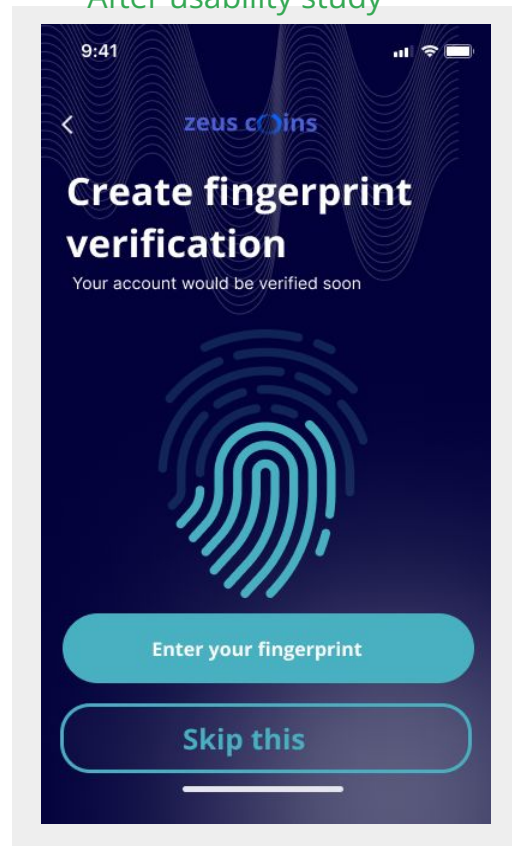 After usability study
9:41
zeus coins
Create fingerprint
verification
Your account would be verified soon
Enter your fingerprint
Skip this